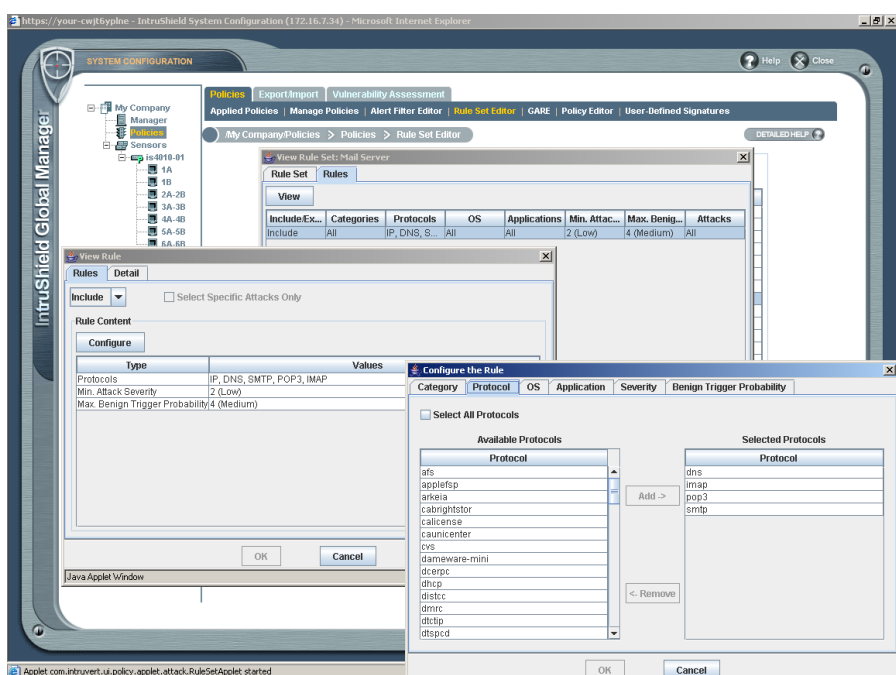 https://your-cwjt6yplne - IntruShield System Configuration (172.16.7.34) - Microsoft Internet Explorer
SYSTEM CONFIGURATION
Help
Close
IntruShield Global Manager
My Company
Manager
Policies
Sensors
is4010-01
1A
1B
2A-2B
3A-3B
4A-4B
5A-5B
6A-6B
Policies
Export/Import
Vulnerability Assessment
Applied Policies | Manage Policies | Alert Filter Editor | Rule Set Editor | GARE | Policy Editor | User-Defined Signatures
/My Company/Policies > Policies > Rule Set Editor
DETAILED HELP
View Rule Set: Mail Server
Rule Set
Rules
View
Include/Ex... Categories Protocols OS Applications Min. Attac... Max. Benig... Attacks
Include All IP, DNS, S... All All 2 (Low) 4 (Medium) All
View Rule
Rules
Detail
Include
Select Specific Attacks Only
Rule Content
Configure
Type Values
Protocols IP, DNS, SMTP, POP3, IMAP
Min. Attack Severity 2 (Low)
Max. Benign Trigger Probability 4 (Medium)
OK
Cancel
Java Applet Window
Configure the Rule
Category Protocol OS Application Severity Benign Trigger Probability
Select All Protocols
Available Protocols
Protocol
afs
applefsp
arkeia
cabrightstor
calicense
caunicenter
cvs
dameware-mini
dcerpc
dhcp
distcc
dmrc
dtctip
dtspcd
Add ->
<- Remove
Selected Protocols
Protocol
dns
imap
pop3
smtp
OK
Cancel
Applet com.intruvert.ui.policy.applet.attack.RuleSetApplet started